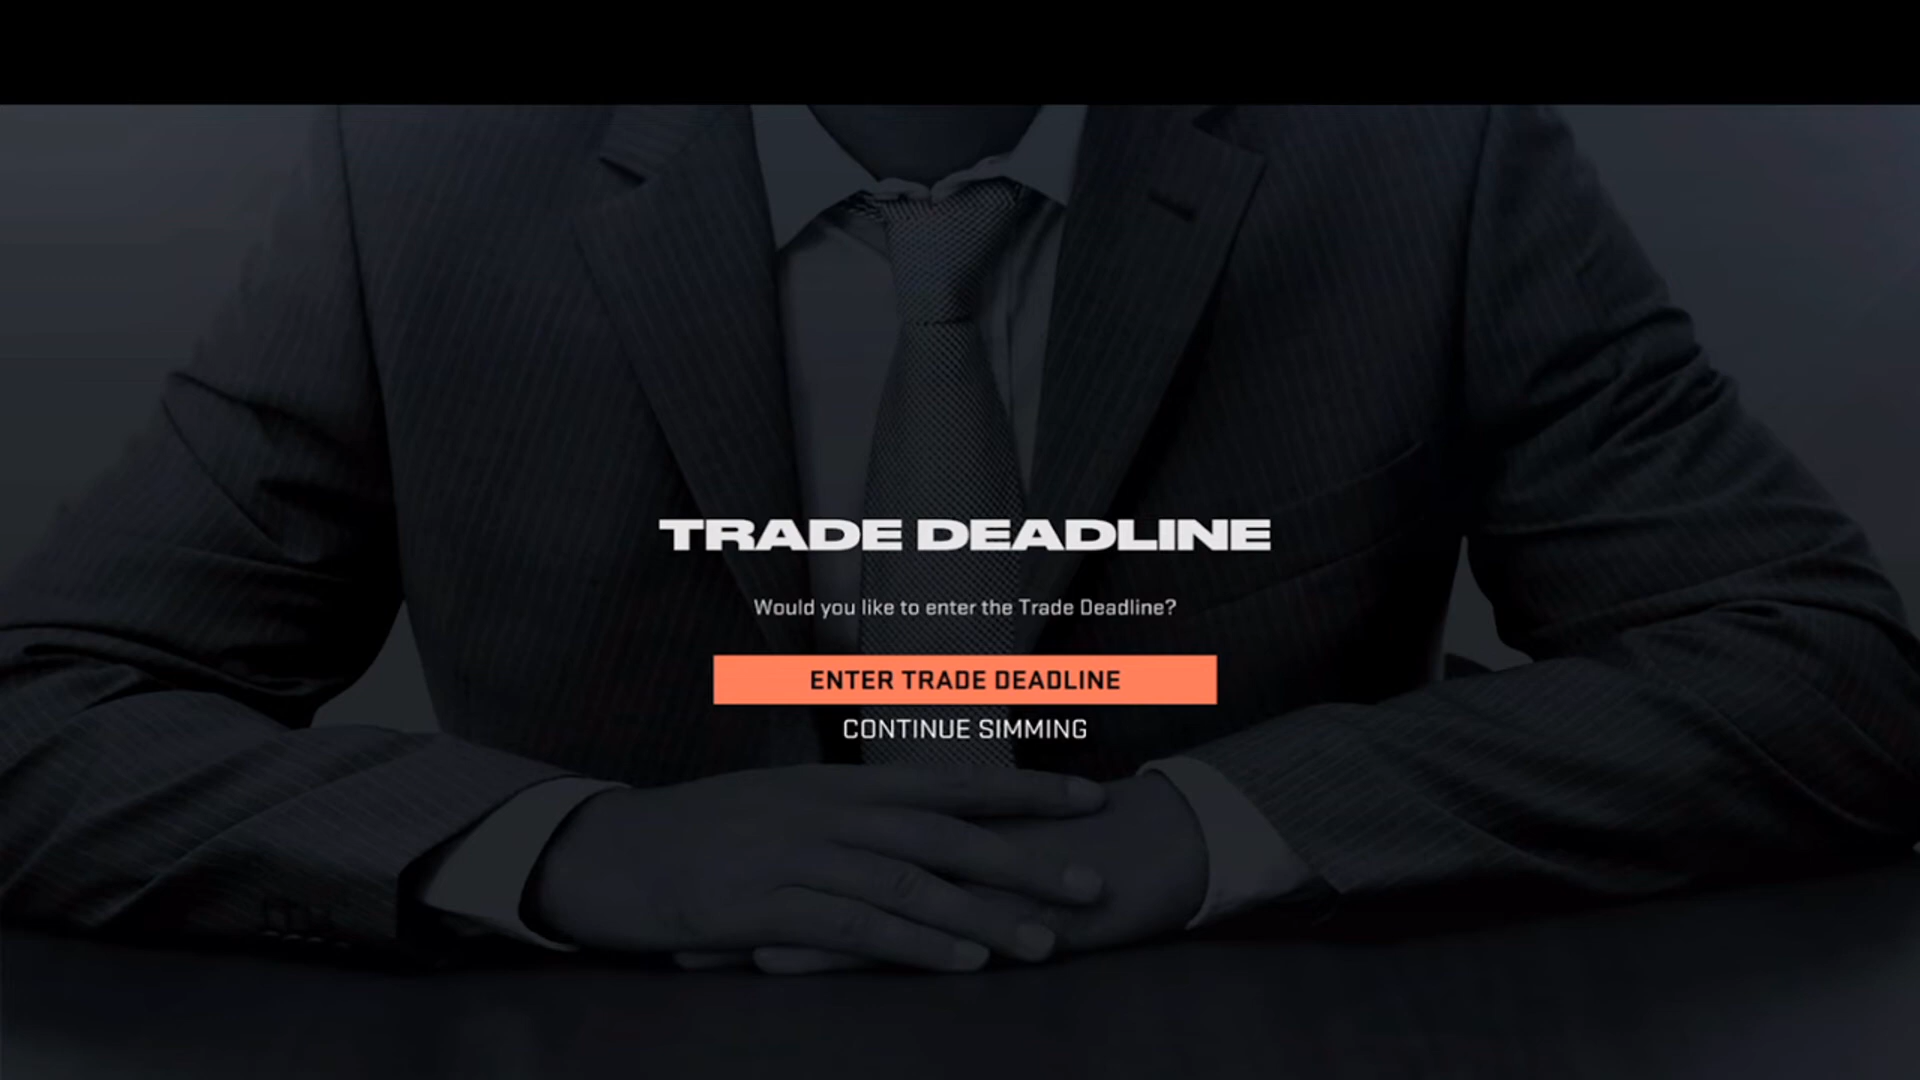 TRADE DEADLINE
Would you like to enter the Trade Deadline?
ENTER TRADE DEADLINE
CONTINUE SIMMING